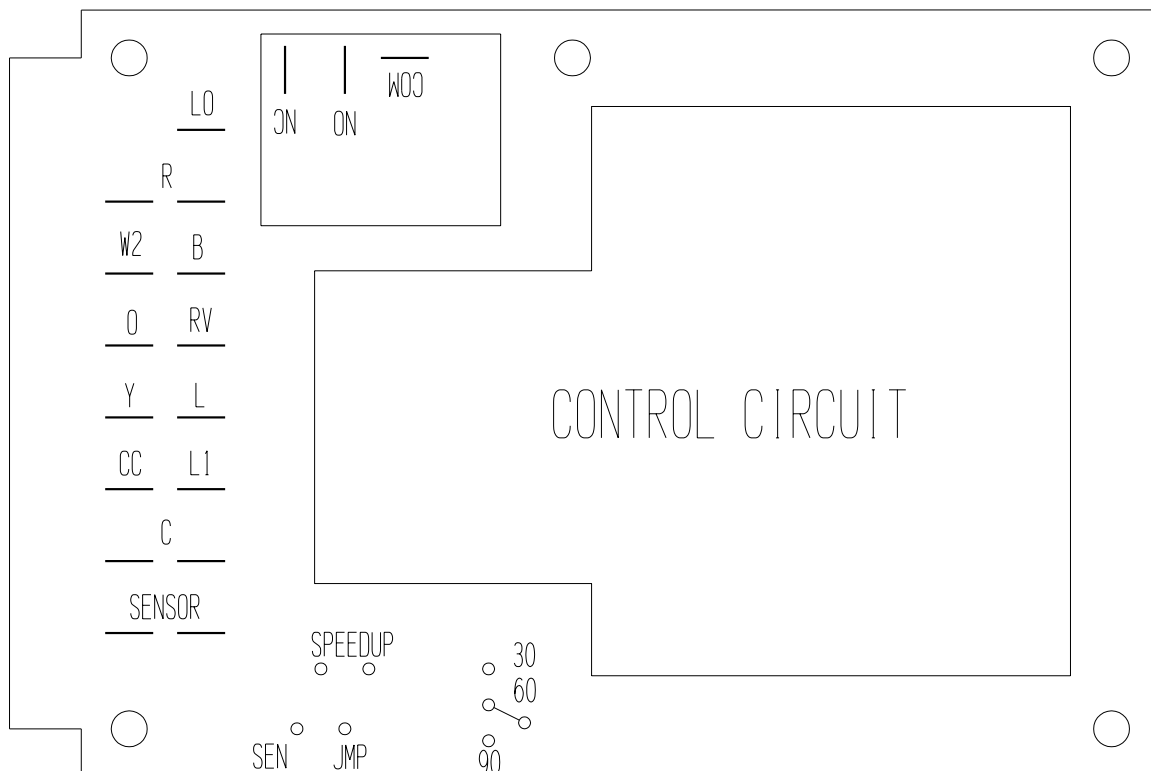 LO
NC
NO
COM
R
W2 B
O RV
Y L
CC L1
C
SENSOR
CONTROL CIRCUIT
SPEEDUP
30
60
90
SEN JMP